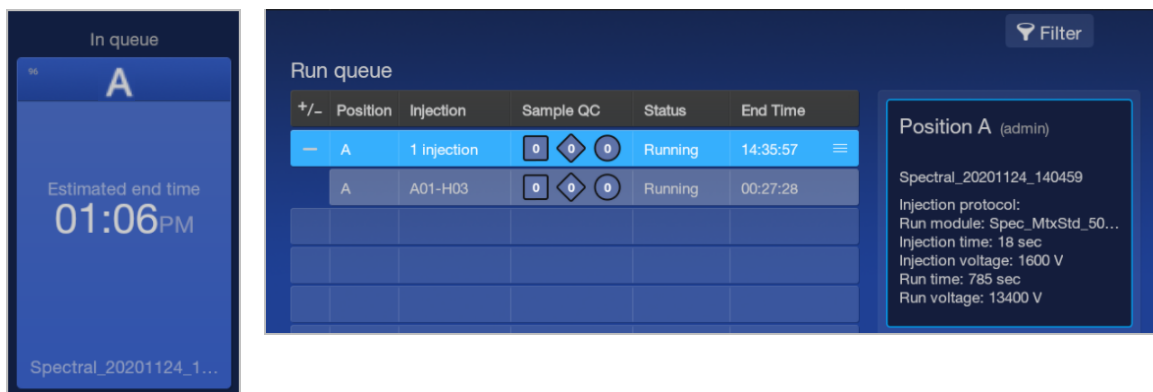 In queue
96
A
Estimated end time
01:06PM
Spectral_20201124_1...
Filter
Run queue
+/- Position Injection Sample QC Status End Time
A 1 injection 0 0 0 Running 14:35:57
A A01-H03 0 0 0 Running 00:27:28
Position A (admin)
Spectral_20201124_140459
Injection protocol:
Run module: Spec_MtxStd_50...
Injection time: 18 sec
Injection voltage: 1600 V
Run time: 785 sec
Run voltage: 13400 V